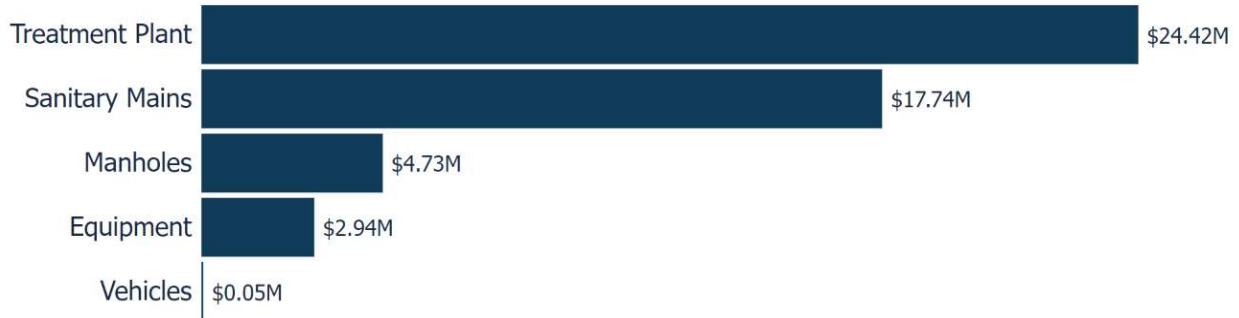 Treatment Plant $24.42M
Sanitary Mains $17.74M
Manholes $4.73M
Equipment $2.94M
Vehicles $0.05M